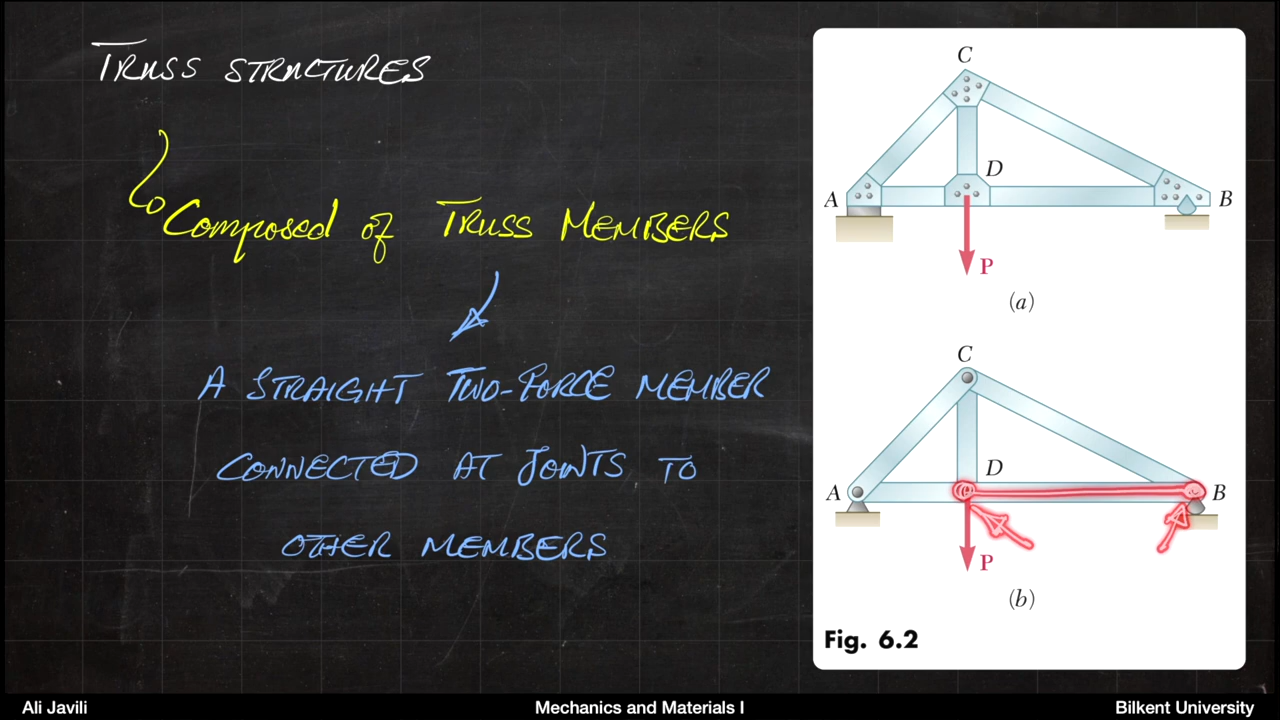 TRUSS STRUCTURES
Composed of TRUSS MEMBERS
A STRAIGHT TWO-FORCE MEMBER
CONNECTED AT JOINTS TO
OTHER MEMBERS
C
D
A
B
P
(a)
C
D
A
B
P
(b)
Fig. 6.2
Ali Javili
Mechanics and Materials I
Bilkent University